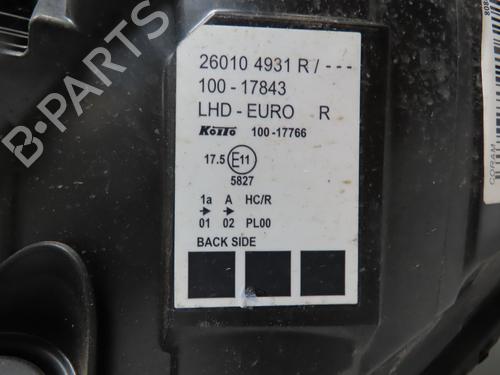 26010 4931 R / - - -
100 - 17843
LHD - EURO R
KOITO 100 -17766
17.5 E11
5827
1a A HC/R
01 02 PL00
BACK SIDE
B-PARTS